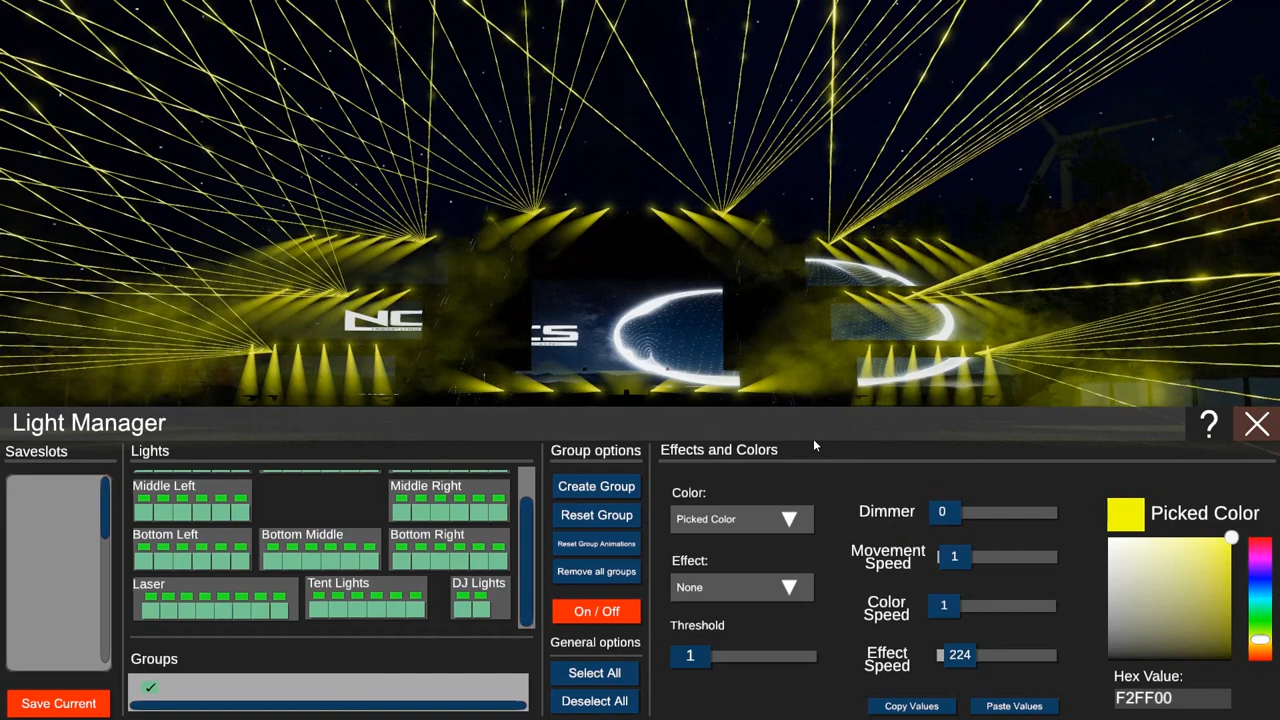 NC
CS
Light Manager
?
Saveslots
Lights
Group options
Effects and Colors
Middle Left
Middle Right
Bottom Left
Bottom Middle
Bottom Right
Laser
Tent Lights
DJ Lights
Groups
Save Current
Create Group
Reset Group
Reset Group Animations
Remove all groups
On / Off
General options
Select All
Deselect All
Color:
Picked Color
Effect:
None
Threshold
1
Dimmer
0
Movement
Speed
1
Color
Speed
1
Effect
Speed
224
Copy Values
Paste Values
Picked Color
Hex Value:
F2FF00